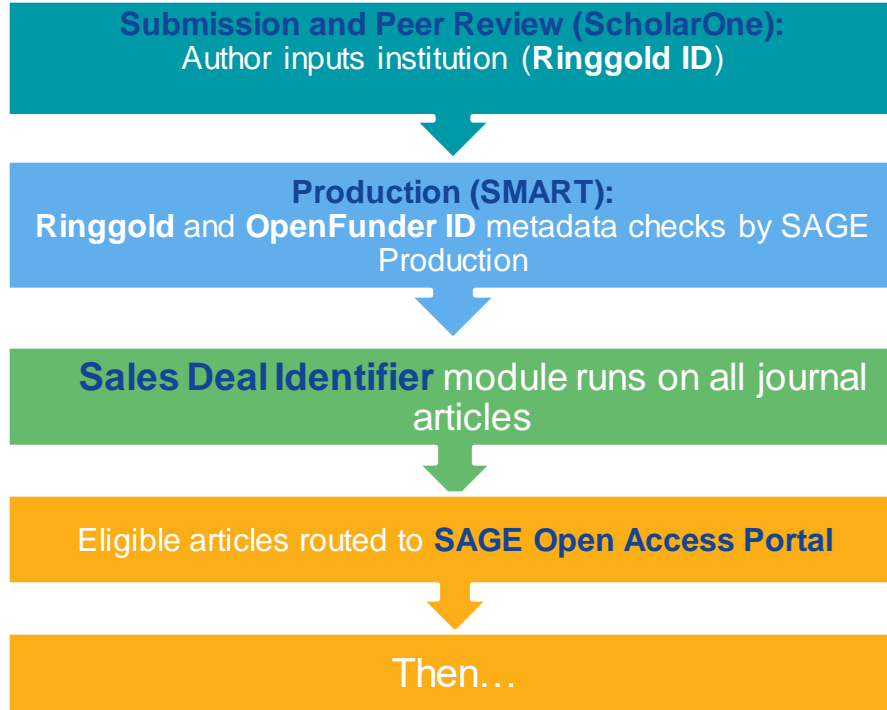 Submission and Peer Review (ScholarOne):
Author inputs institution (Ringgold ID)
Production (SMART):
Ringgold and OpenFunder ID metadata checks by SAGE
Production
Sales Deal Identifier module runs on all journal
articles
Eligible articles routed to SAGE Open Access Portal
Then…